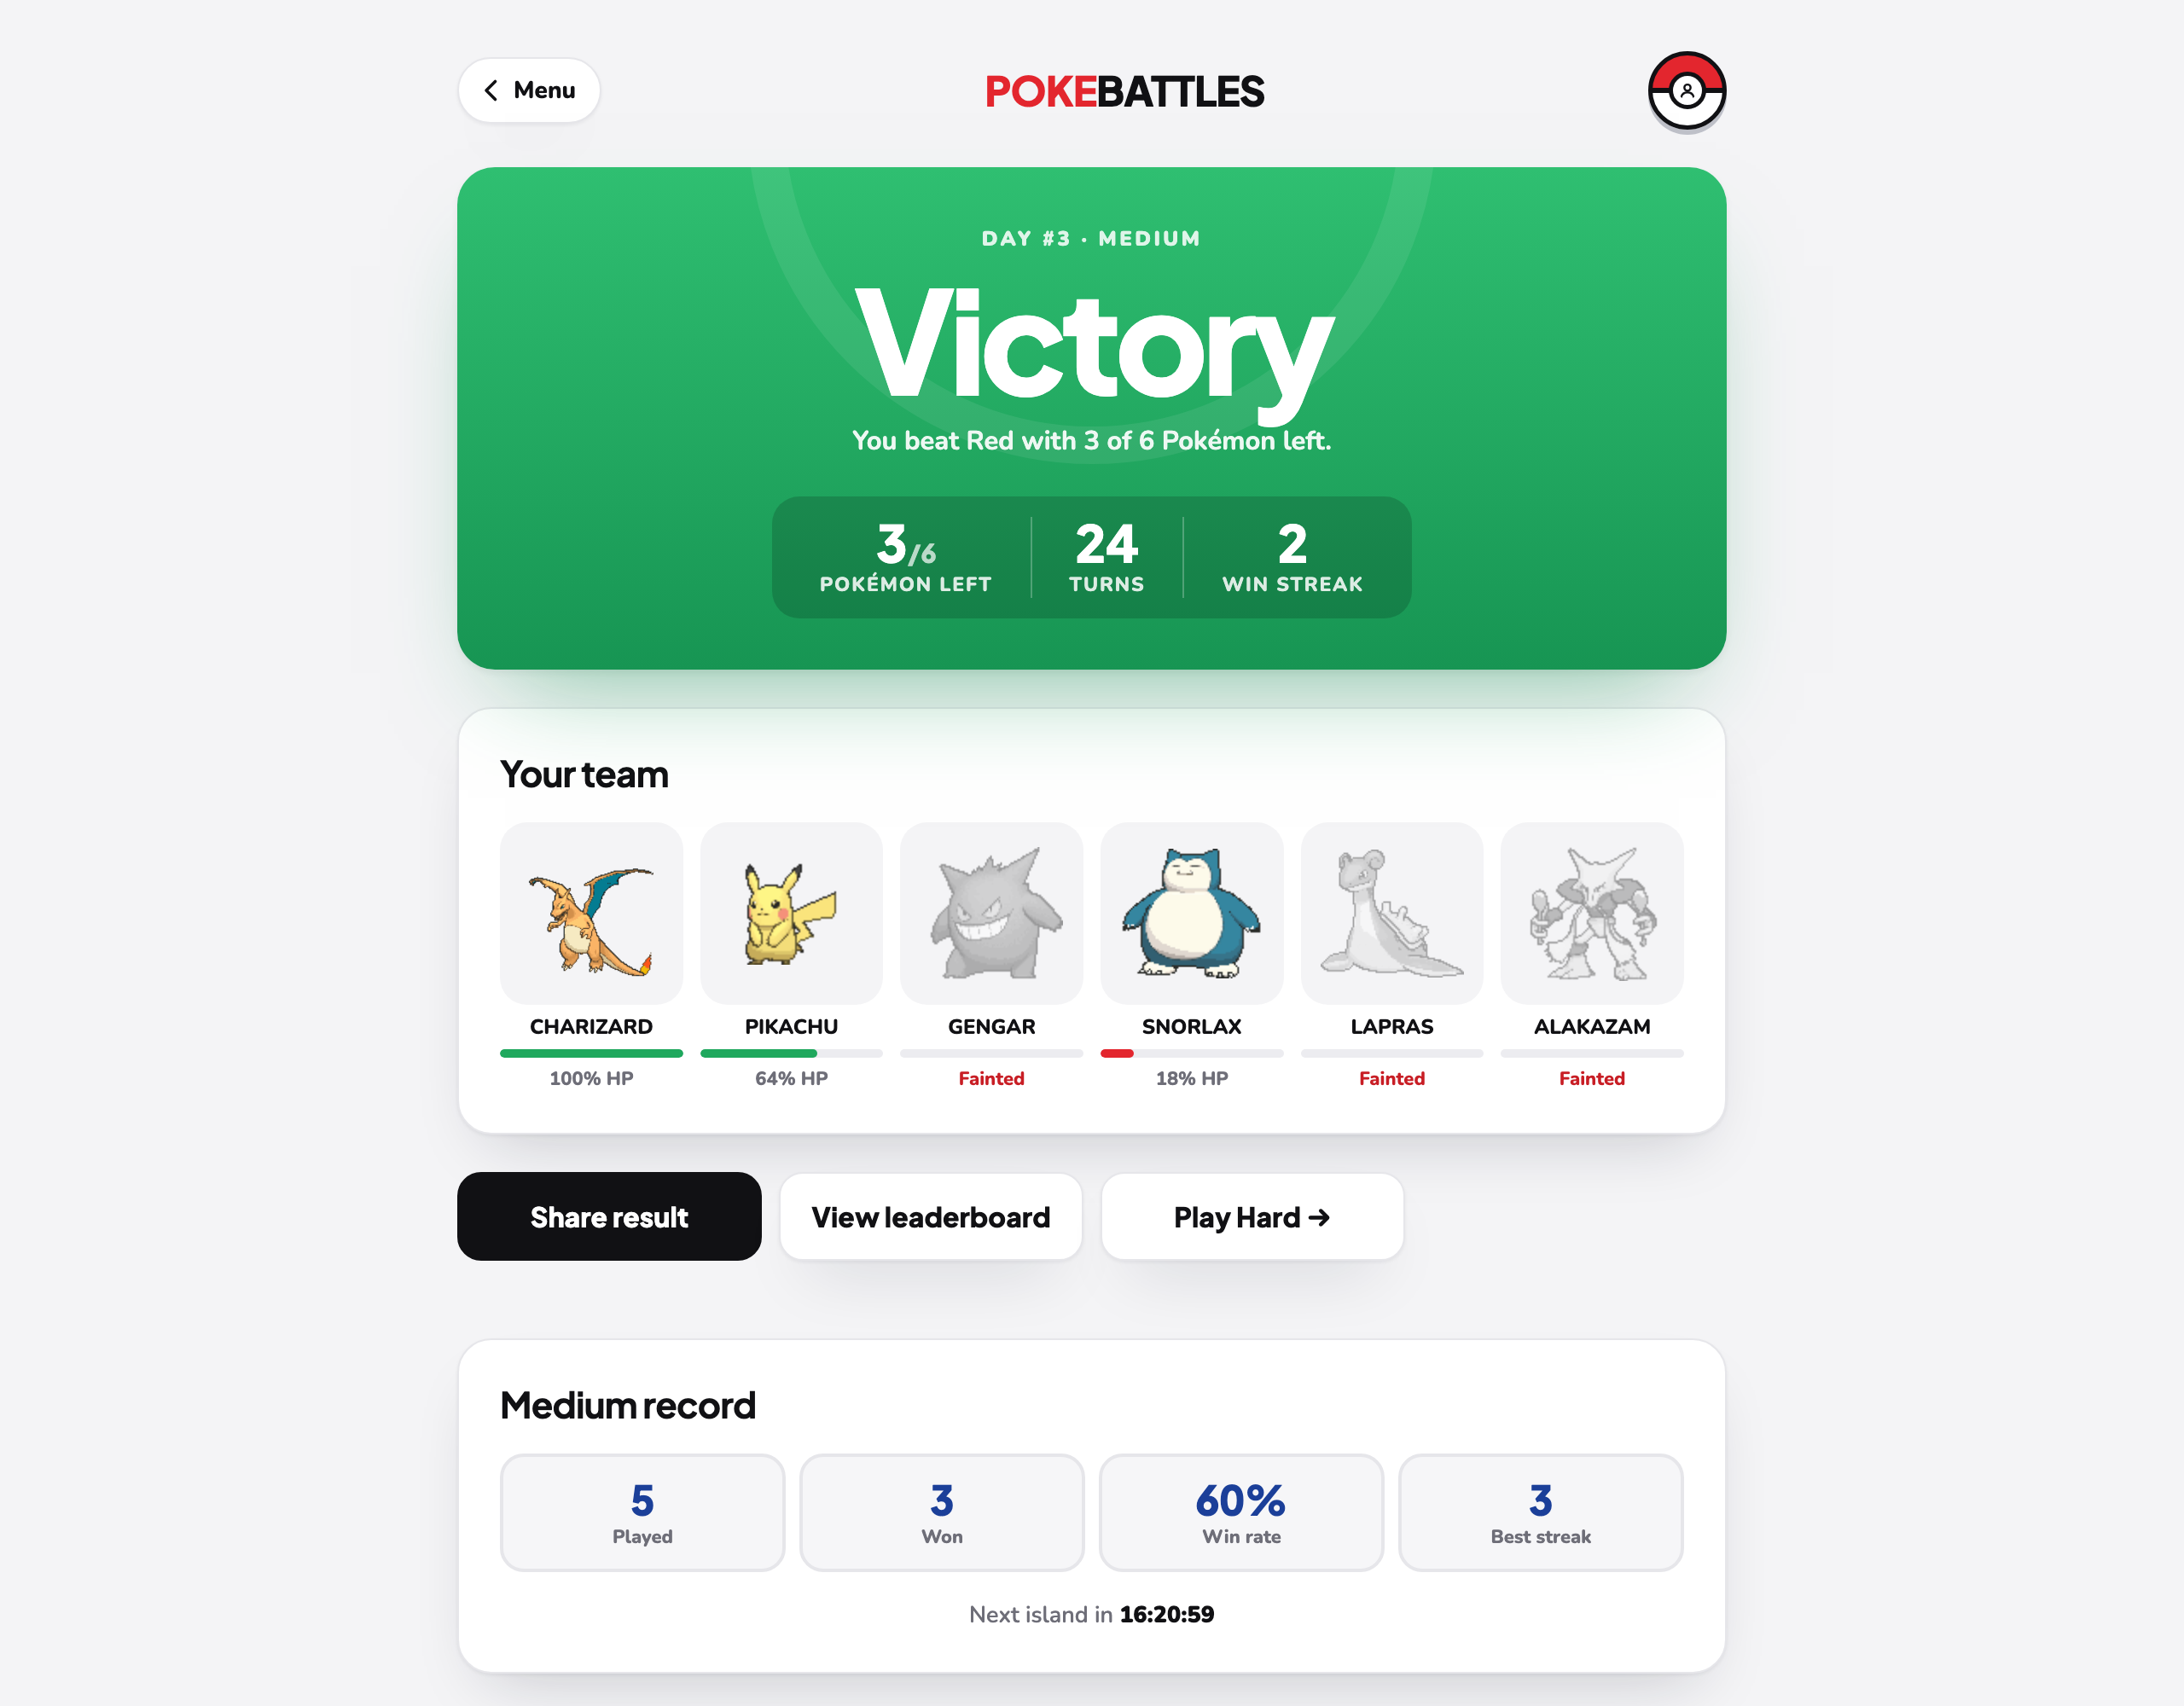 Menu
POKEBATTLES
DAY #3 · MEDIUM
Victory
You beat Red with 3 of 6 Pokémon left.
3/6 24 2
POKÉMON LEFT TURNS WIN STREAK
Your team
CHARIZARD PIKACHU GENGAR SNORLAX LAPRAS ALAKAZAM
100% HP 64% HP Fainted 18% HP Fainted Fainted
Share result View leaderboard Play Hard →
Medium record
5 3 60% 3
Played Won Win rate Best streak
Next island in 16:20:59